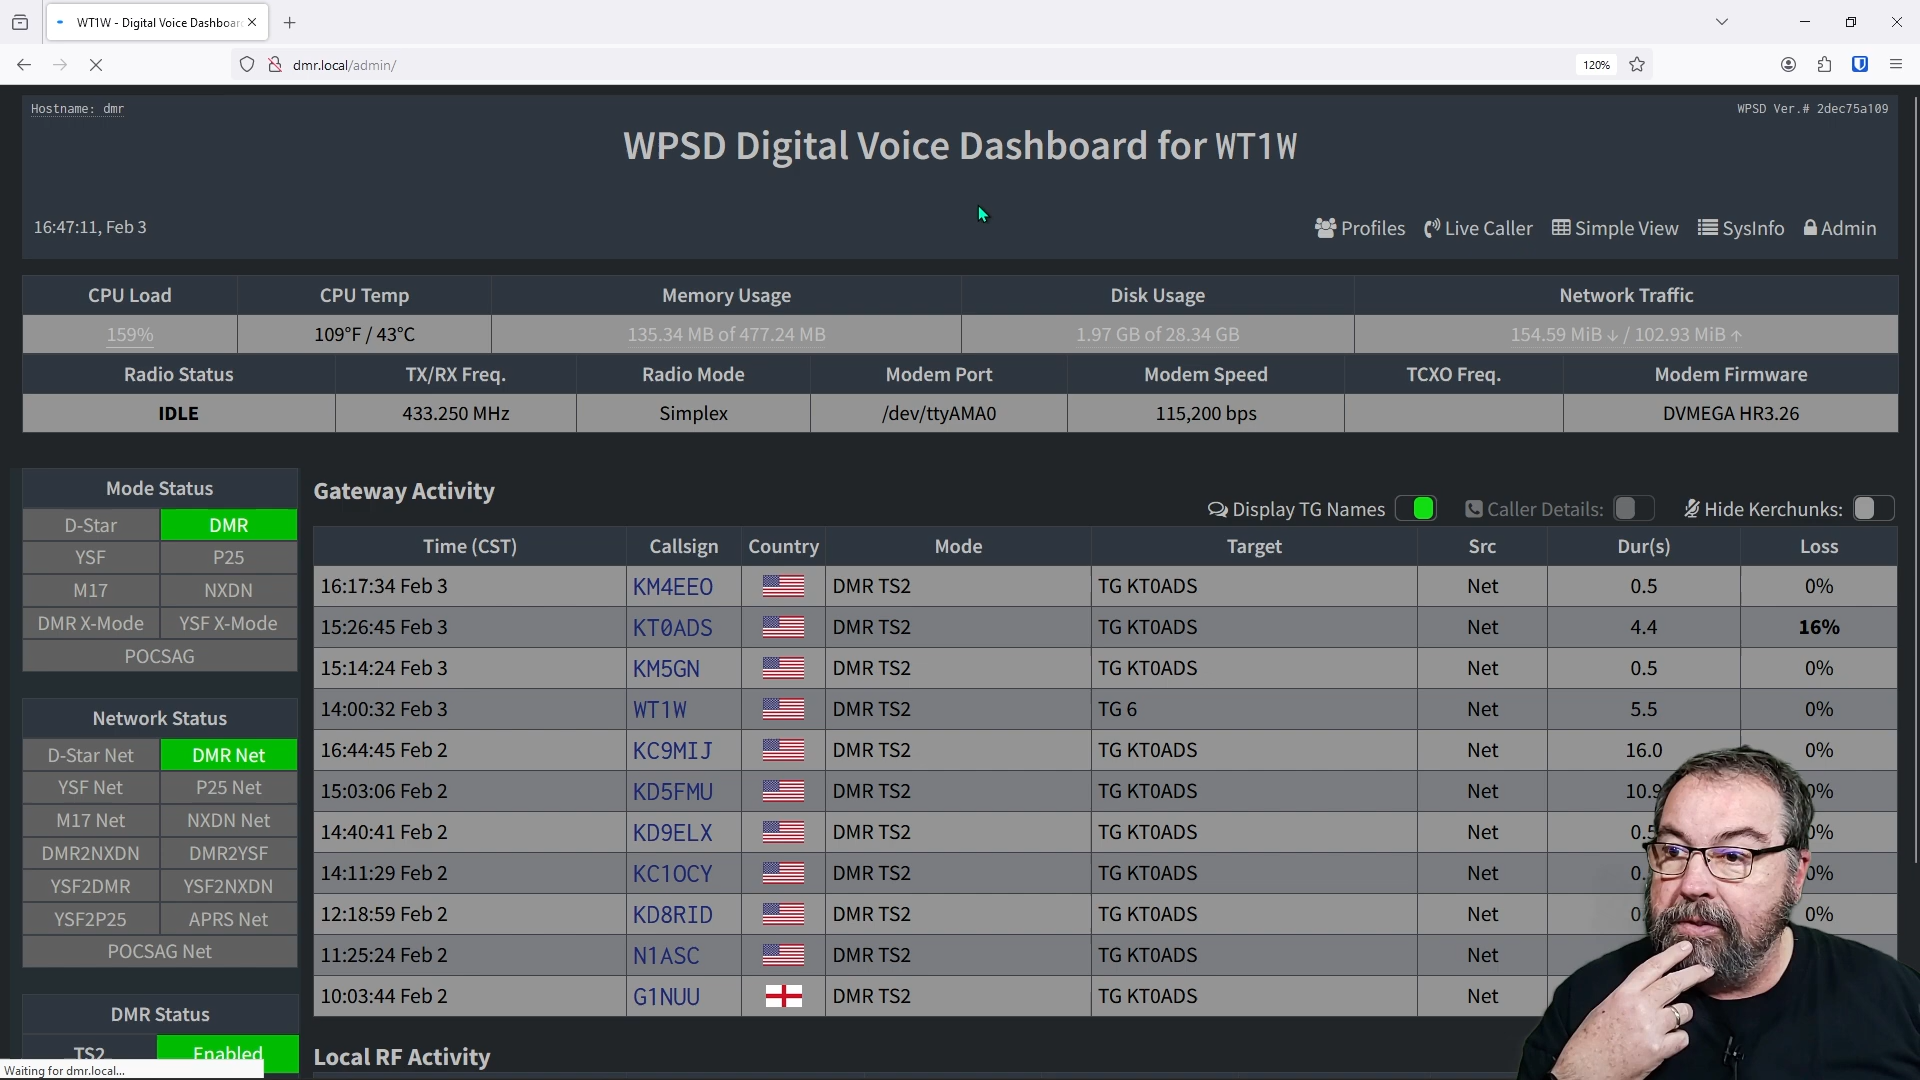 WT1W - Digital Voice Dashboar
dmr.local/admin/
120%
Hostname: dmr
WPSD Ver.# 2dec75a109
WPSD Digital Voice Dashboard for WT1W
16:47:11, Feb 3
Profiles Live Caller Simple View SysInfo Admin
CPU Load CPU Temp Memory Usage Disk Usage Network Traffic
159% 109°F / 43°C 135.34 MB of 477.24 MB 1.97 GB of 28.34 GB 154.59 MiB ↓ / 102.93 MiB ↑
Radio Status TX/RX Freq. Radio Mode Modem Port Modem Speed TCXO Freq. Modem Firmware
IDLE 433.250 MHz Simplex /dev/ttyAMA0 115,200 bps DVMEGA HR3.26
Mode Status
D-Star DMR
YSF P25
M17 NXDN
DMR X-Mode YSF X-Mode
POCSAG
Network Status
D-Star Net DMR Net
YSF Net P25 Net
M17 Net NXDN Net
DMR2NXDN DMR2YSF
YSF2DMR YSF2NXDN
YSF2P25 APRS Net
POCSAG Net
DMR Status
TS2 Enabled
Gateway Activity
Display TG Names Caller Details: Hide Kerchunks:
Time (CST) Callsign Country Mode Target Src Dur(s) Loss
16:17:34 Feb 3 KM4EEO DMR TS2 TG KT0ADS Net 0.5 0%
15:26:45 Feb 3 KT0ADS DMR TS2 TG KT0ADS Net 4.4 16%
15:14:24 Feb 3 KM5GN DMR TS2 TG KT0ADS Net 0.5 0%
14:00:32 Feb 3 WT1W DMR TS2 TG 6 Net 5.5 0%
16:44:45 Feb 2 KC9MIJ DMR TS2 TG KT0ADS Net 16.0 0%
15:03:06 Feb 2 KD5FMU DMR TS2 TG KT0ADS Net 10.9 0%
14:40:41 Feb 2 KD9ELX DMR TS2 TG KT0ADS Net 0.5 0%
14:11:29 Feb 2 KC1OCY DMR TS2 TG KT0ADS Net 0. 0%
12:18:59 Feb 2 KD8RID DMR TS2 TG KT0ADS Net 0. 0%
11:25:24 Feb 2 N1ASC DMR TS2 TG KT0ADS Net
10:03:44 Feb 2 G1NUU DMR TS2 TG KT0ADS Net
Local RF Activity
Waiting for dmr.local...